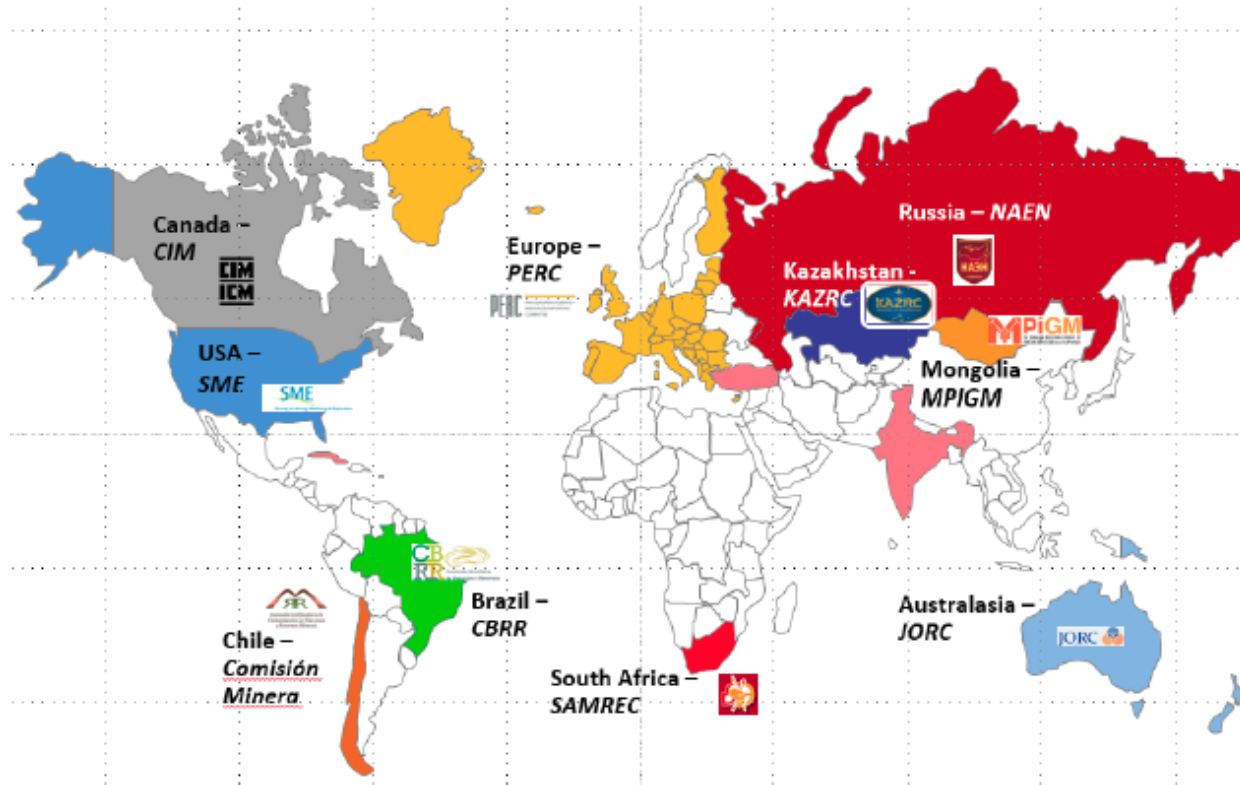 Canada –
CIM
CIM
ICM
USA –
SME
SME
Europe –
PERC
PERC
Russia – NAEN
НАЭН
Kazakhstan -
KAZRC
KAZRC
MPiGM
Mongolia –
MPIGM
CB
RR
Brazil –
CBRR
Chile –
Comisión
Minera
South Africa –
SAMREC
Australasia –
JORC
JORC